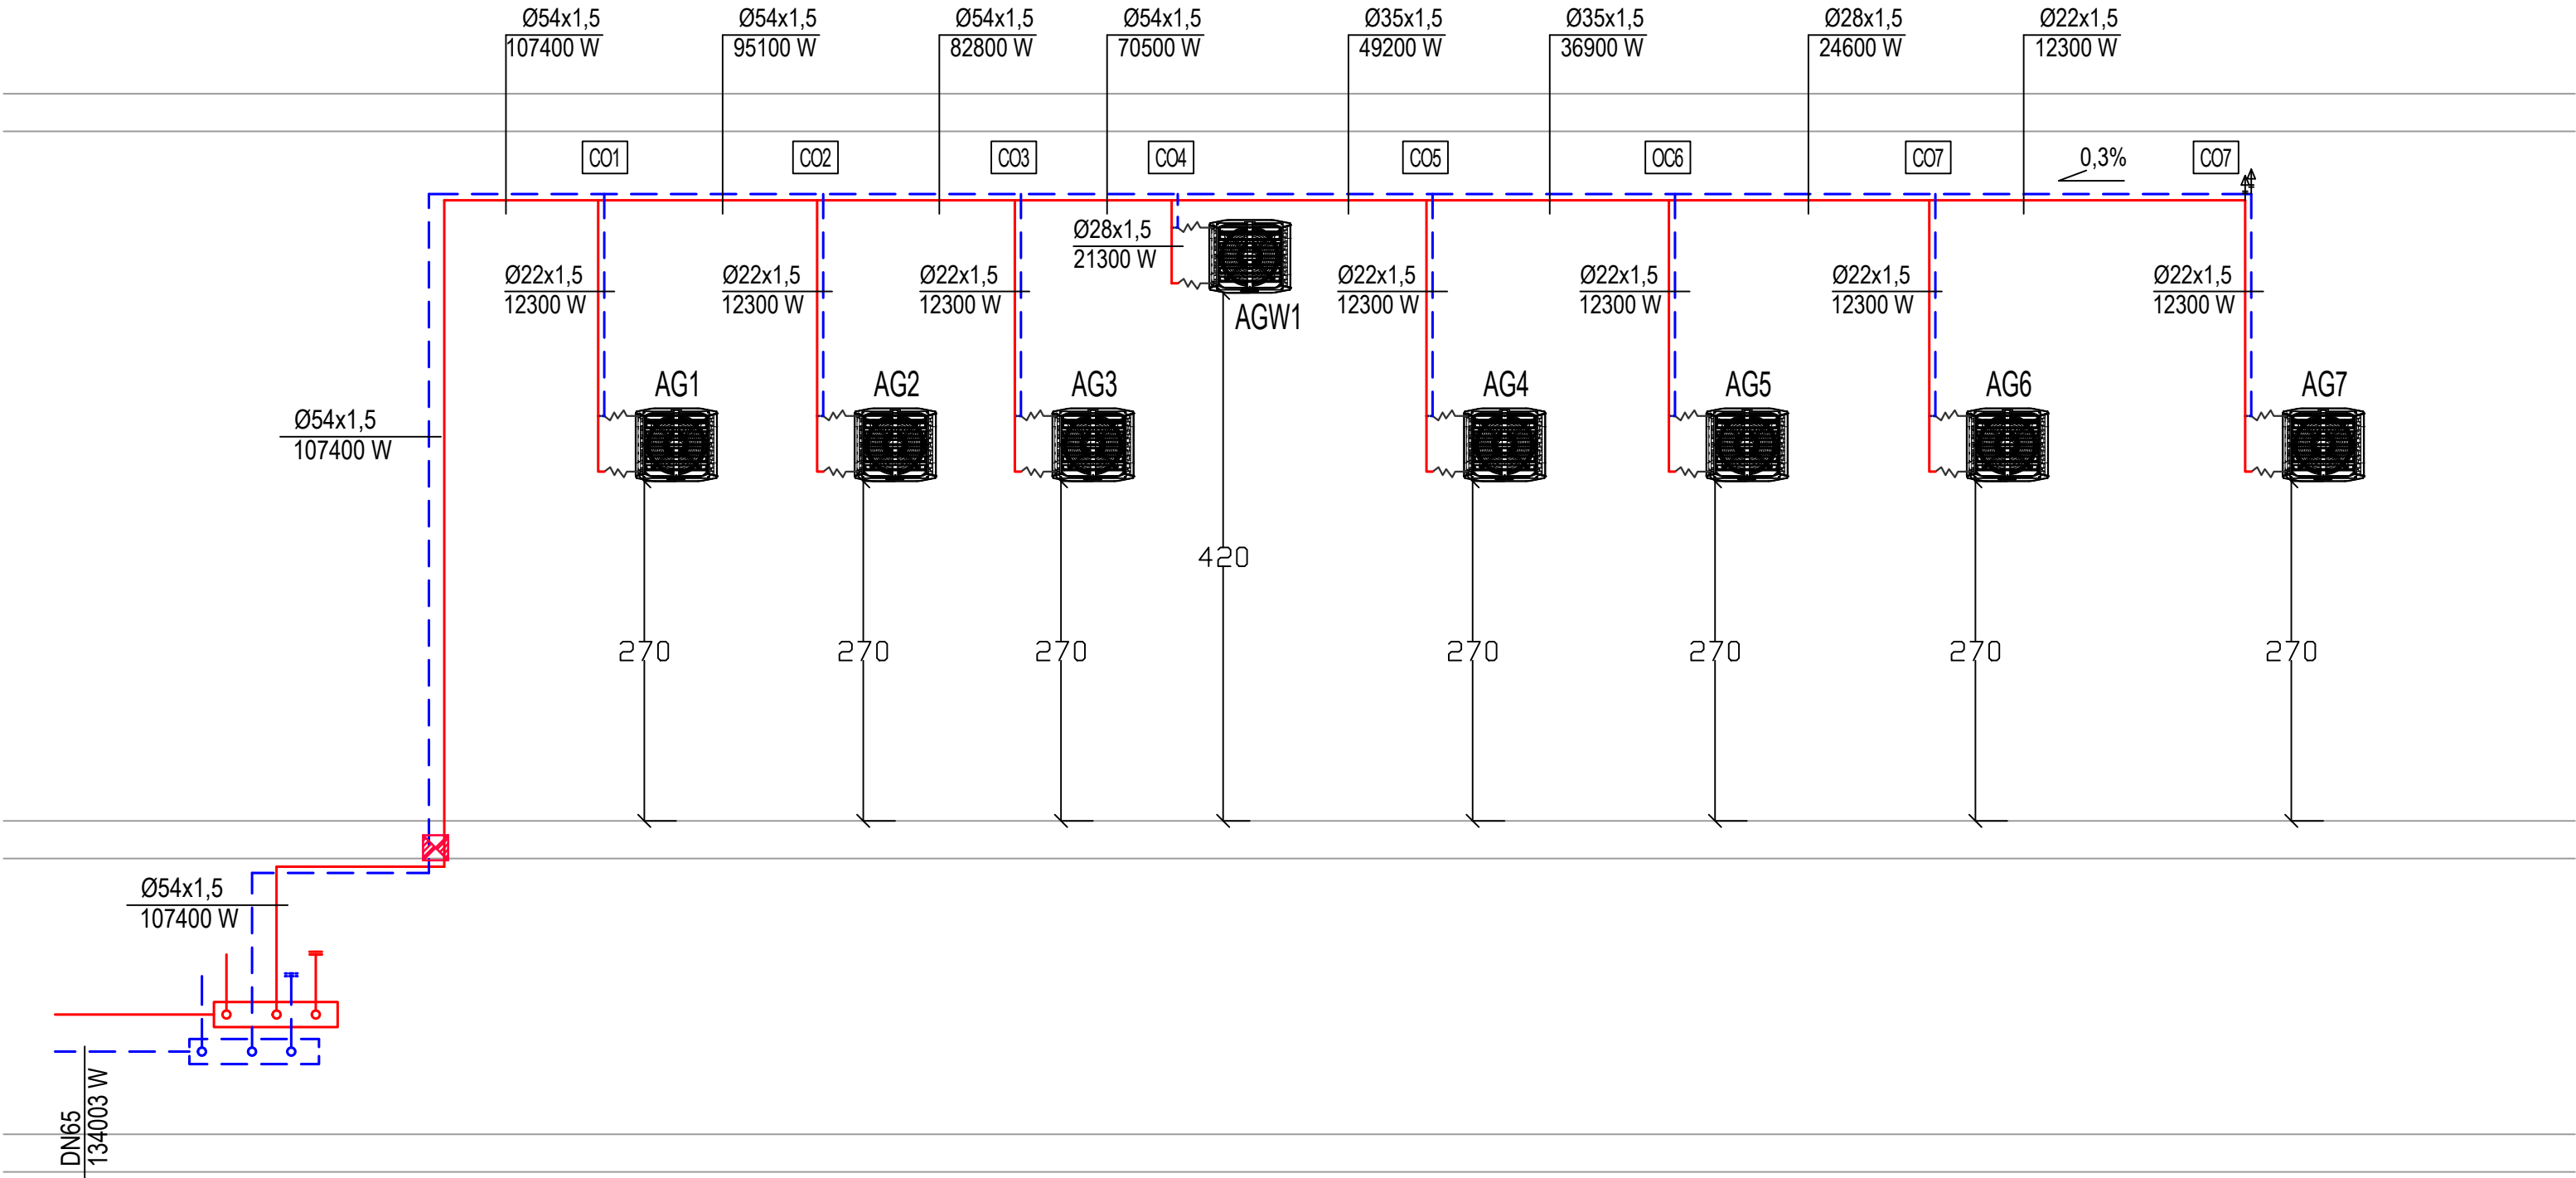 Ø54x1,5
107400 W
Ø54x1,5
95100 W
Ø54x1,5
82800 W
Ø54x1,5
70500 W
Ø35x1,5
49200 W
Ø35x1,5
36900 W
Ø28x1,5
24600 W
Ø22x1,5
12300 W
CO1
CO2
CO3
CO4
CO5
OC6
CO7
0,3%
CO7
Ø22x1,5
12300 W
Ø22x1,5
12300 W
Ø22x1,5
12300 W
Ø28x1,5
21300 W
AGW1
Ø22x1,5
12300 W
Ø22x1,5
12300 W
Ø22x1,5
12300 W
Ø22x1,5
12300 W
AG1
AG2
AG3
AG4
AG5
AG6
AG7
Ø54x1,5
107400 W
420
270
270
270
270
270
270
270
Ø54x1,5
107400 W
DN65
134003 W